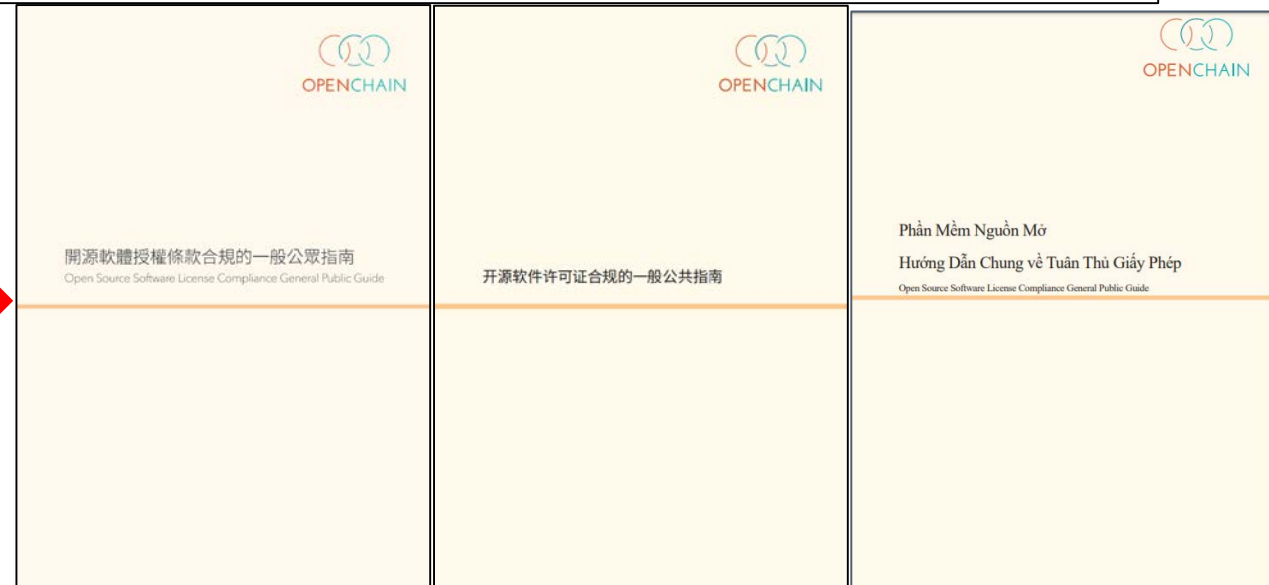 OPENCHAIN
開源軟體授權條款合規的一般公眾指南
Open Source Software License Compliance General Public Guide
OPENCHAIN
开源软件许可证合规的一般公共指南
OPENCHAIN
Phần Mềm Nguồn Mở
Hướng Dẫn Chung về Tuân Thủ Giấy Phép
Open Source Software License Compliance General Public Guide